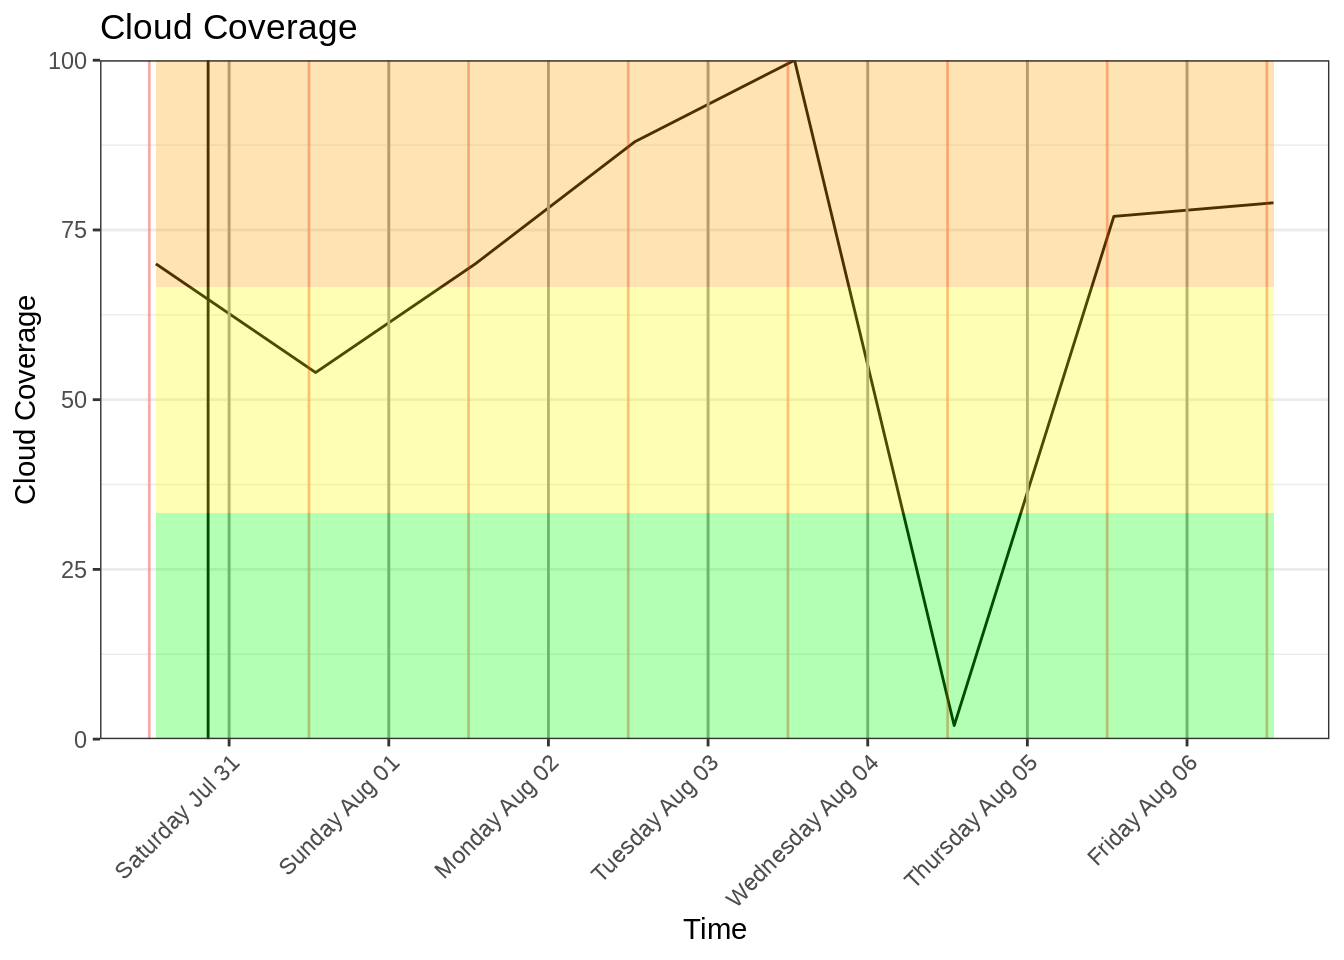 Cloud Coverage
100
75
50
25
0
Cloud Coverage
Saturday Jul 31
Sunday Aug 01
Monday Aug 02
Tuesday Aug 03
Wednesday Aug 04
Thursday Aug 05
Friday Aug 06
Time